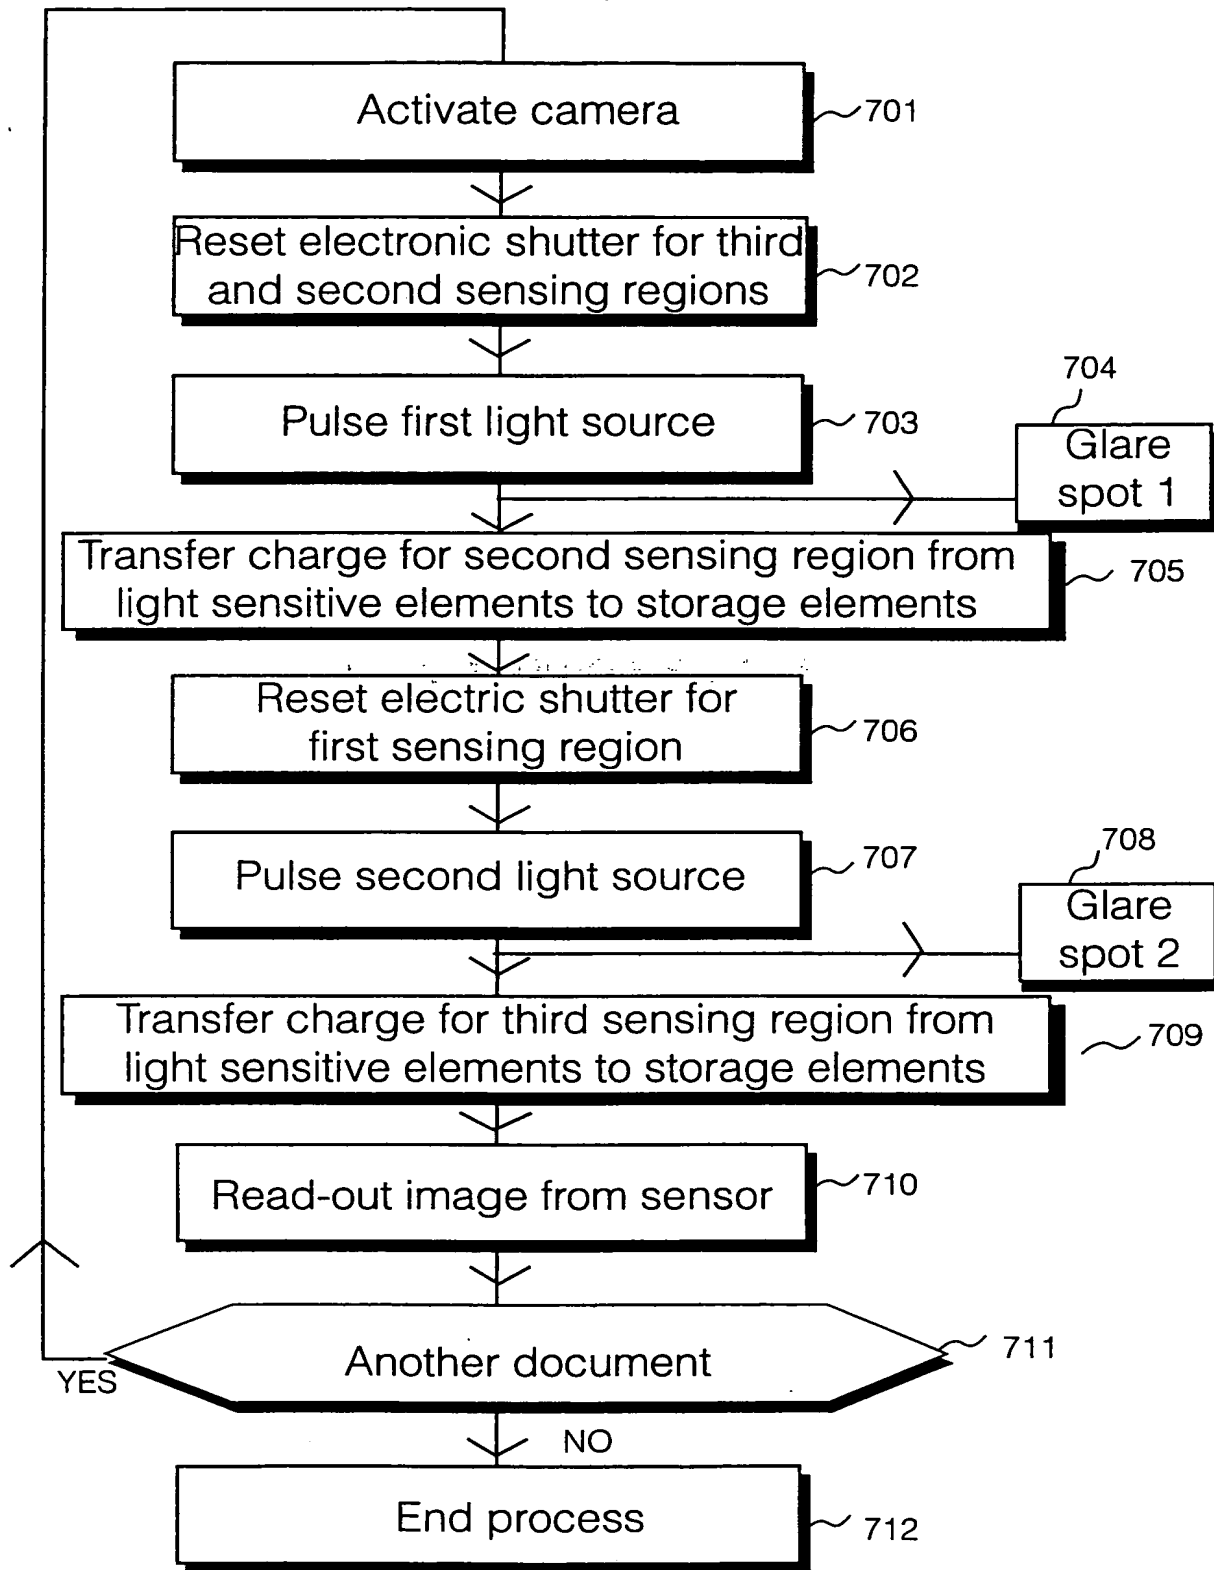 Activate camera
701
Reset electronic shutter for third
and second sensing regions
702
Pulse first light source
703
704
Glare
spot 1
Transfer charge for second sensing region from
light sensitive elements to storage elements
705
Reset electric shutter for
first sensing region
706
Pulse second light source
707
708
Glare
spot 2
Transfer charge for third sensing region from
light sensitive elements to storage elements
709
Read-out image from sensor
710
Another document
711
YES
NO
End process
712